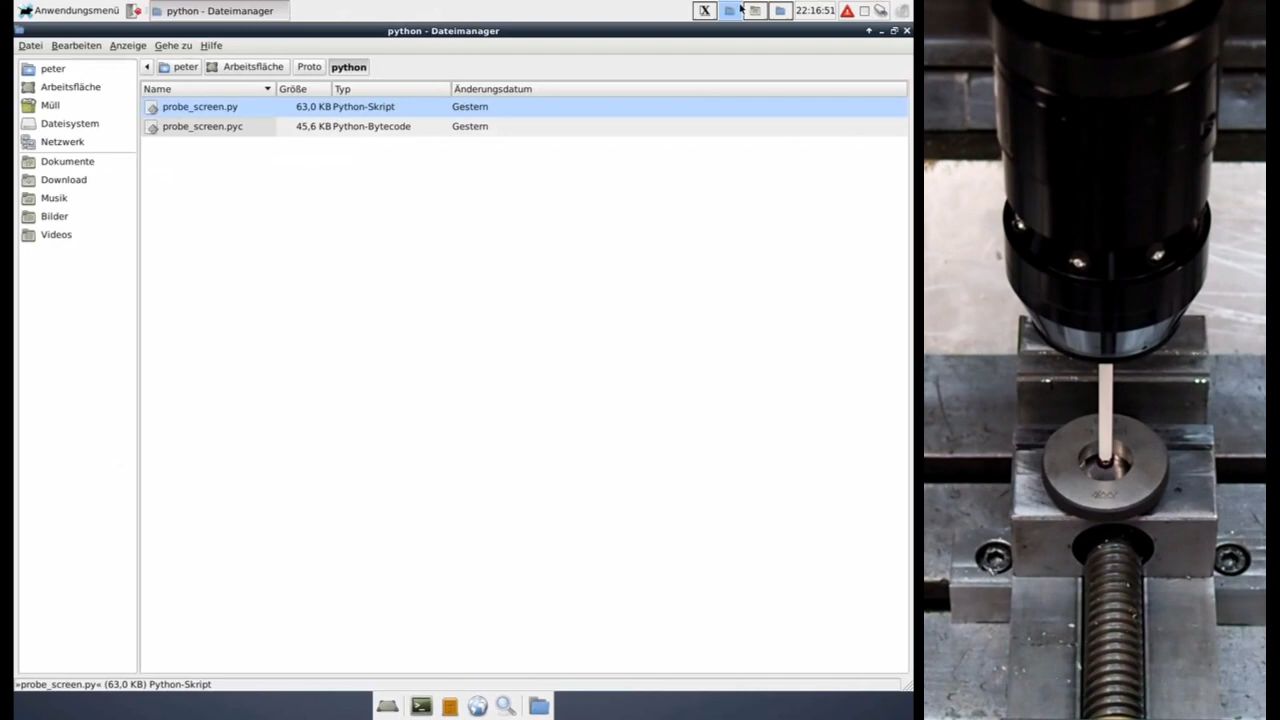 Anwendungsmenü python - Dateimanager 22:16:51
python - Dateimanager
Datei Bearbeiten Anzeige Gehe zu Hilfe
peter Arbeitsfläche Proto python
Name Größe Typ Änderungsdatum
probe_screen.py 63,0 KB Python-Skript Gestern
probe_screen.pyc 45,6 KB Python-Bytecode Gestern
peter
Arbeitsfläche
Müll
Dateisystem
Netzwerk
Dokumente
Download
Musik
Bilder
Videos
»probe_screen.py« (63,0 KB) Python-Skript